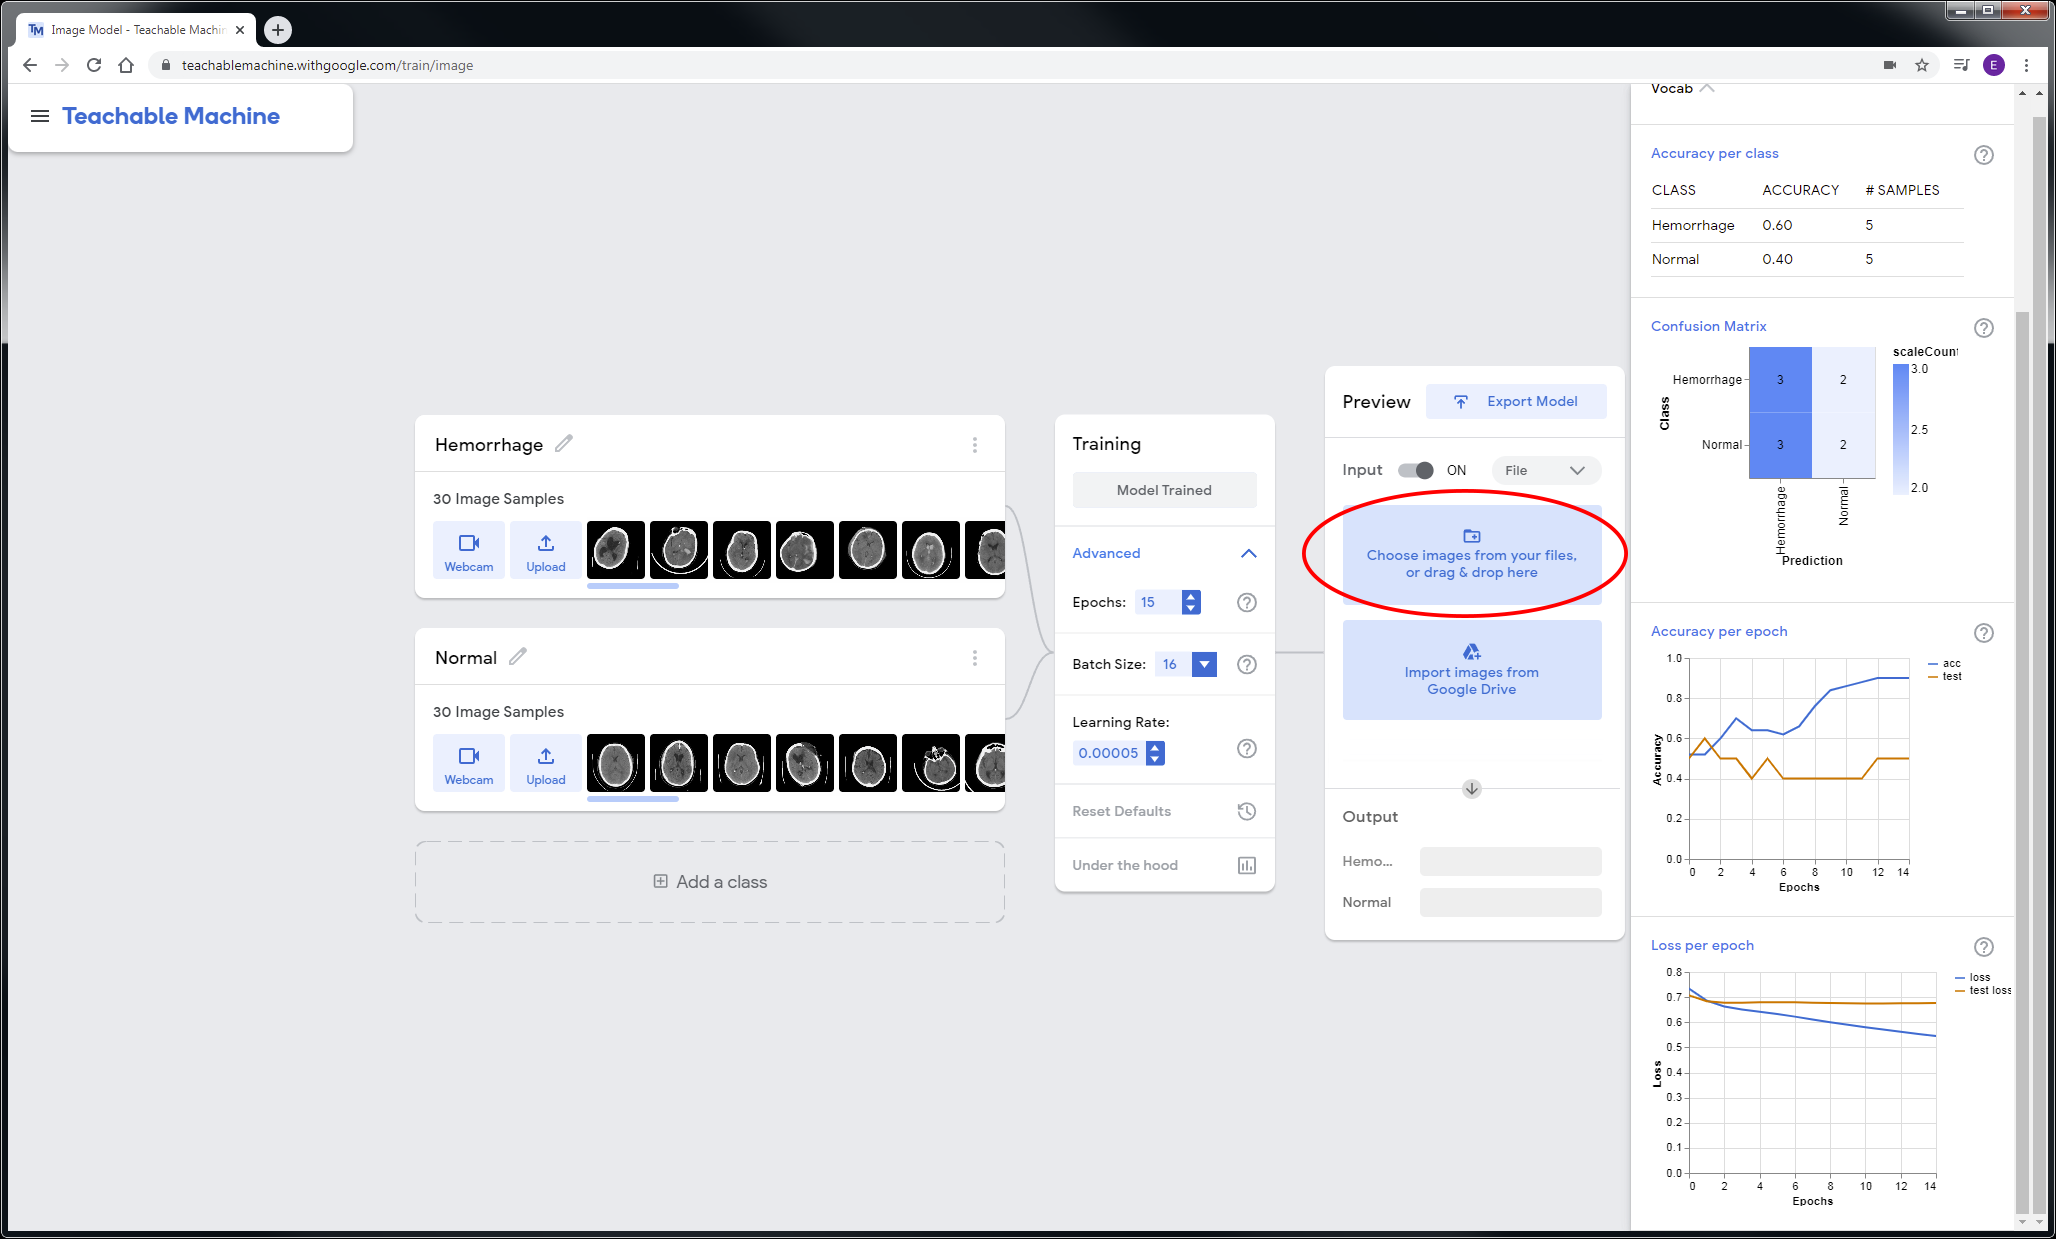 Image Model - Teachable Machin
teachablemachine.withgoogle.com/train/image
E
Teachable Machine
Hemorrhage
30 Image Samples
Webcam
Upload
Normal
30 Image Samples
Webcam
Upload
Add a class
Training
Model Trained
Advanced
Epochs: 15
Batch Size: 16
Learning Rate:
0.00005
Reset Defaults
Under the hood
Preview
Export Model
Input ON File
Choose images from your files,
or drag & drop here
Import images from
Google Drive
Output
Hemo...
Normal
Vocab
Accuracy per class
CLASS ACCURACY # SAMPLES
Hemorrhage 0.60 5
Normal 0.40 5
Confusion Matrix
scaleCount
3.0
2.5
2.0
Class
Hemorrhage 3 2
Normal 3 2
Hemorrhage
Normal
Prediction
Accuracy per epoch
acc
test
Accuracy
1.0
0.8
0.6
0.4
0.2
0.0
0 2 4 6 8 10 12 14
Epochs
Loss per epoch
loss
test loss
Loss
0.8
0.7
0.6
0.5
0.4
0.3
0.2
0.1
0.0
0 2 4 6 8 10 12 14
Epochs